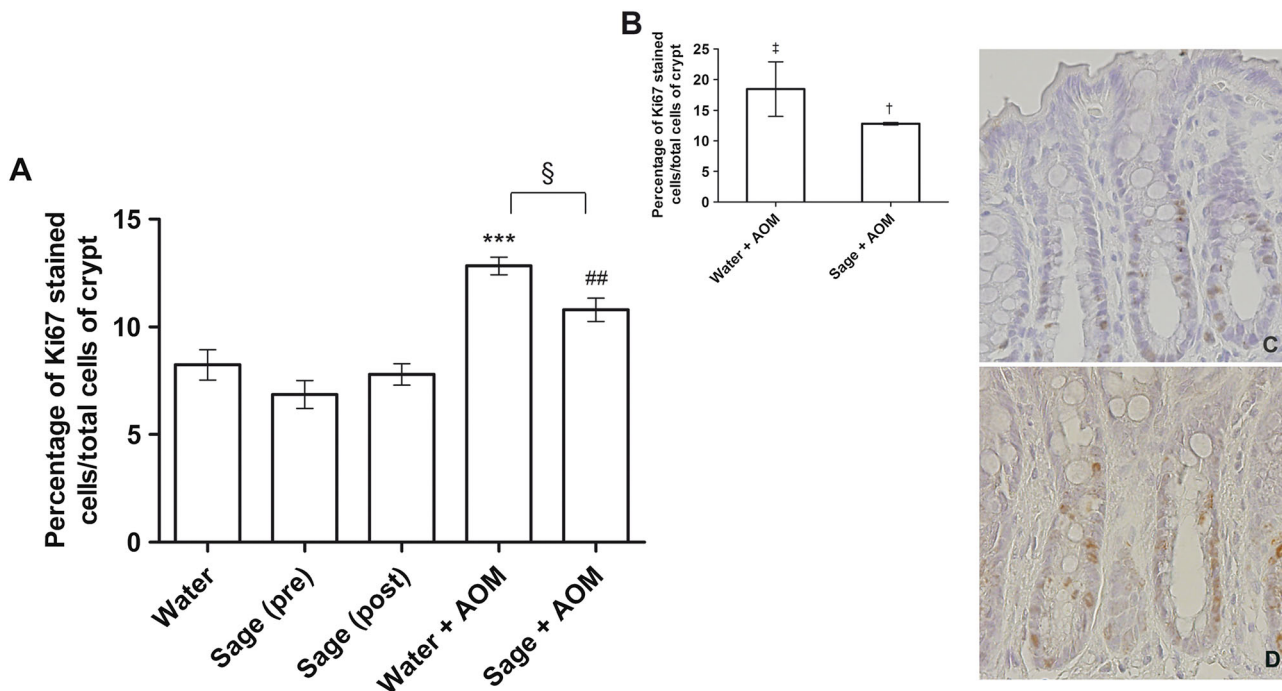 A
Percentage of Ki67 stained
cells/total cells of crypt
15
10
5
0
***
##
§
Water
Sage (pre)
Sage (post)
Water + AOM
Sage + AOM
B
Percentage of Ki67 stained
cells/total cells of crypt
25
20
15
10
5
0
‡
†
Water + AOM
Sage + AOM
C
D